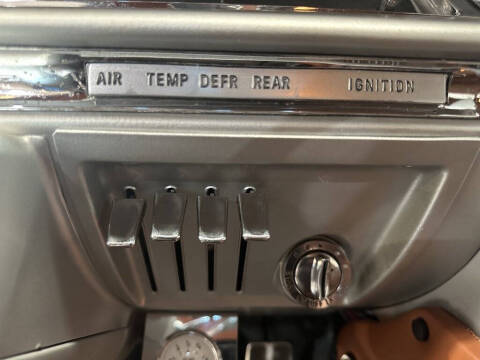 AIR TEMP DEFR REAR IGNITION